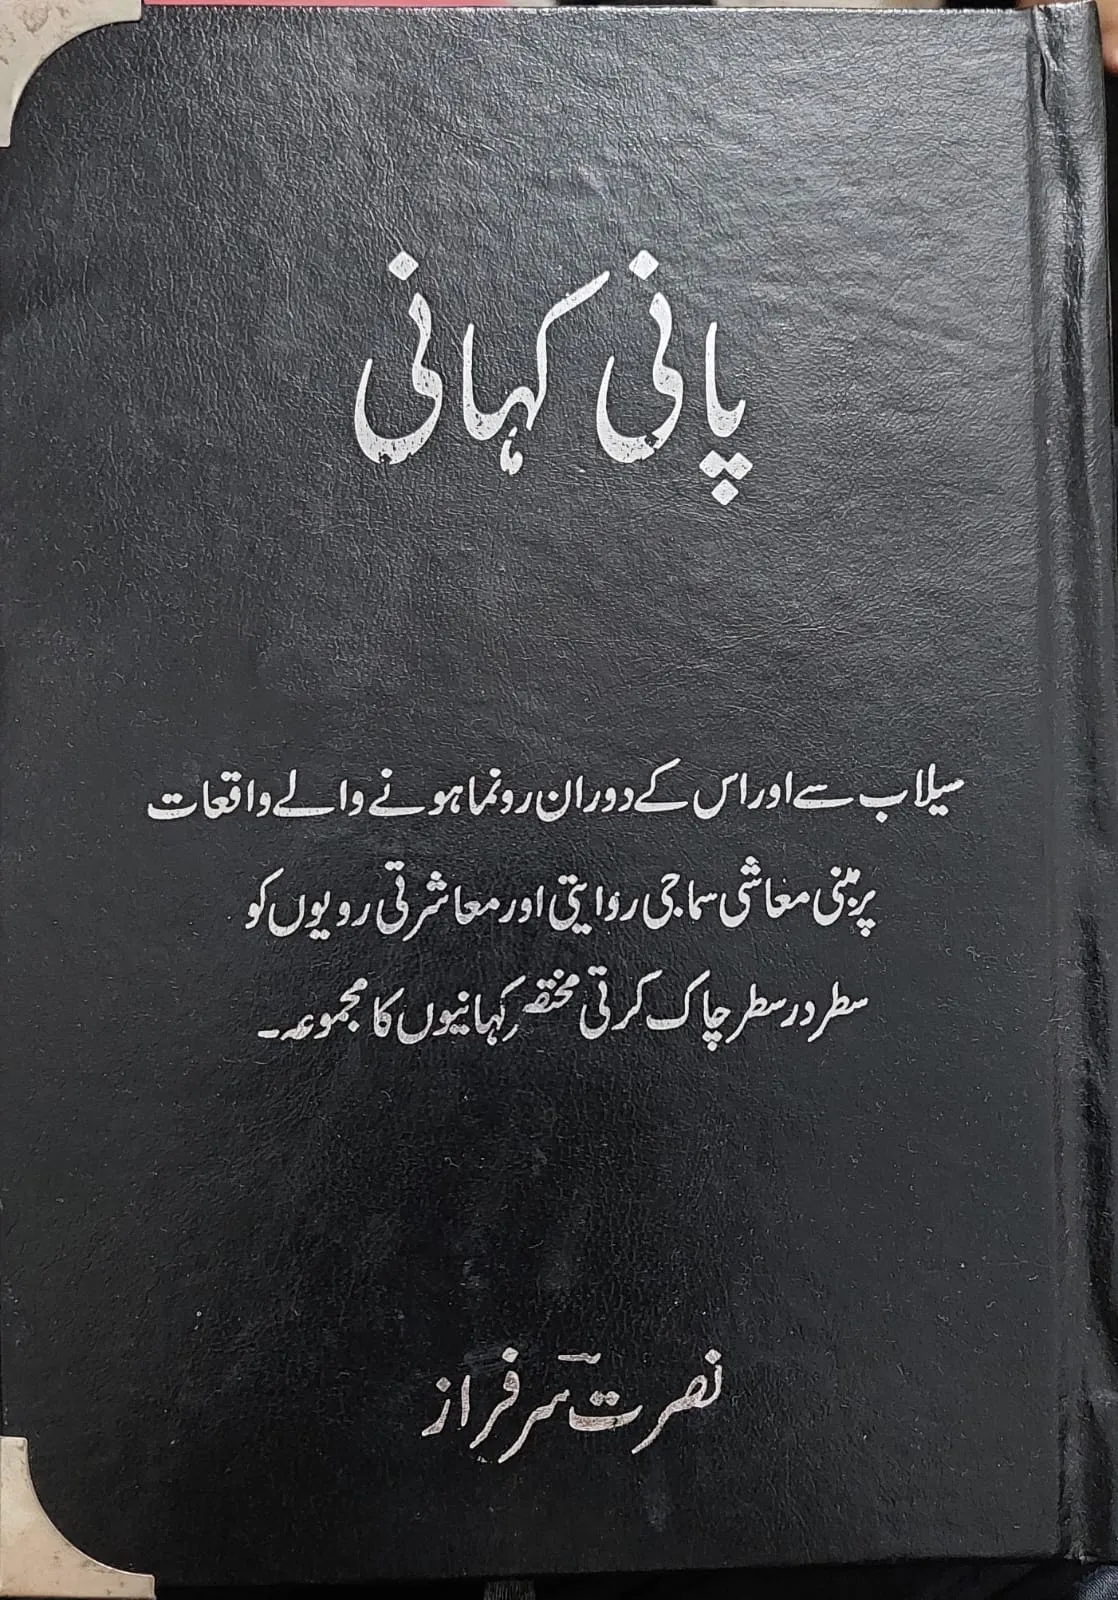 پانی کہانی
سیلاب سے اور اس کے دوران رونما ہونے والے واقعات
پر مبنی معاشی سماجی روایتی اور معاشرتی رویوں کو
سطر در سطر چاک کرتی مختصر کہانیوں کا مجموعہ۔
نصرت سرفراز